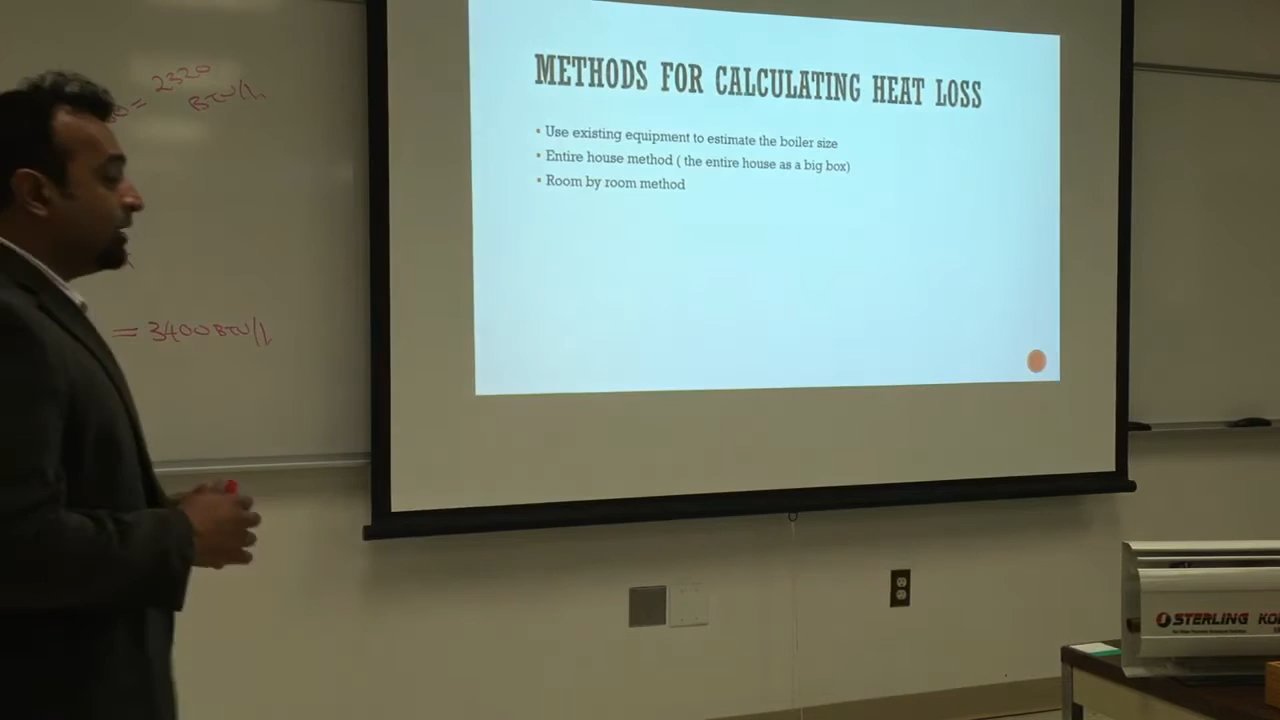 2320
BTU/h
= 3400 BTU/h
METHODS FOR CALCULATING HEAT LOSS
• Use existing equipment to estimate the boiler size
• Entire house method ( the entire house as a big box)
• Room by room method
STERLING